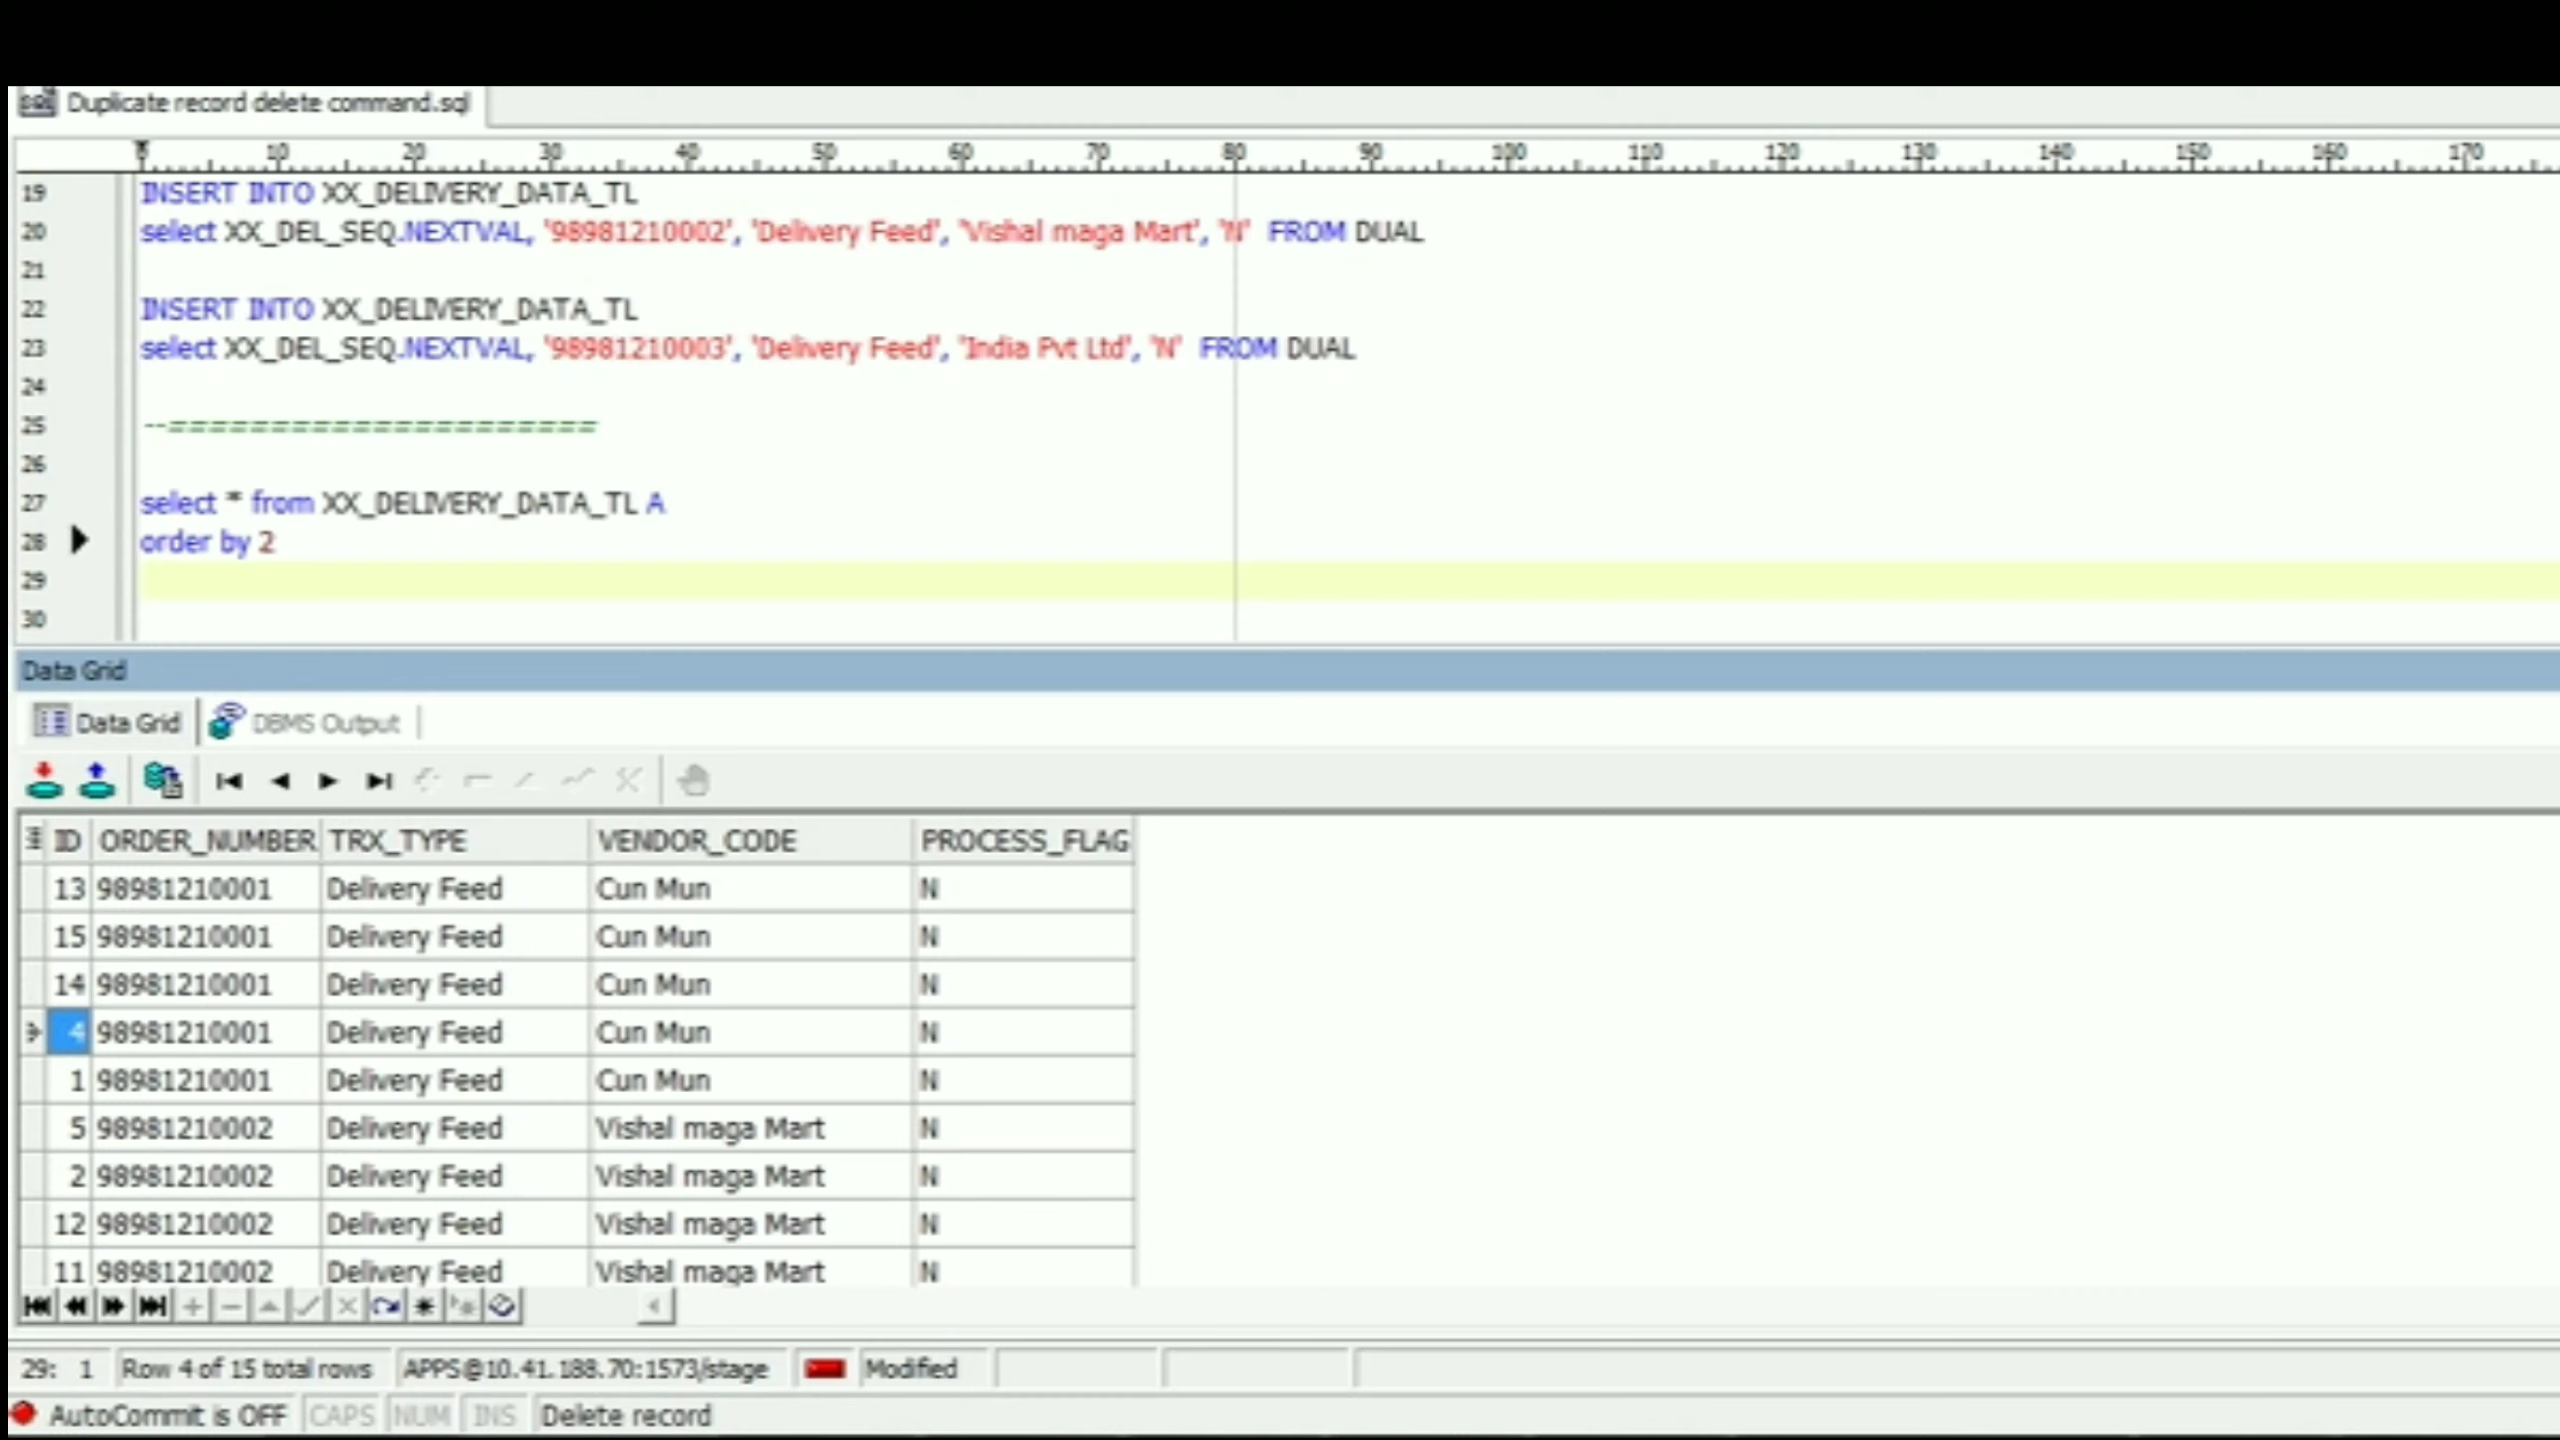 Duplicate record delete command.sql
0 10 20 30 40 50 60 70 80 90 100 110 120 130 140 150 160 170
19 INSERT INTO XX_DELIVERY_DATA_TL
20 select XX_DEL_SEQ.NEXTVAL, '98981210002', 'Delivery Feed', 'Vishal maga Mart', 'N' FROM DUAL
21
22 INSERT INTO XX_DELIVERY_DATA_TL
23 select XX_DEL_SEQ.NEXTVAL, '98981210003', 'Delivery Feed', 'India Pvt Ltd', 'N' FROM DUAL
24
25 --=====================
26
27 select * from XX_DELIVERY_DATA_TL A
28 order by 2
29
30
Data Grid
Data Grid DBMS Output
ID ORDER_NUMBER TRX_TYPE VENDOR_CODE PROCESS_FLAG
13 98981210001 Delivery Feed Cun Mun N
15 98981210001 Delivery Feed Cun Mun N
14 98981210001 Delivery Feed Cun Mun N
4 98981210001 Delivery Feed Cun Mun N
1 98981210001 Delivery Feed Cun Mun N
5 98981210002 Delivery Feed Vishal maga Mart N
2 98981210002 Delivery Feed Vishal maga Mart N
12 98981210002 Delivery Feed Vishal maga Mart N
11 98981210002 Delivery Feed Vishal maga Mart N
29: 1 Row 4 of 15 total rows APPS@10.41.188.70:1573/stage Modified
AutoCommit is OFF CAPS NUM INS Delete record